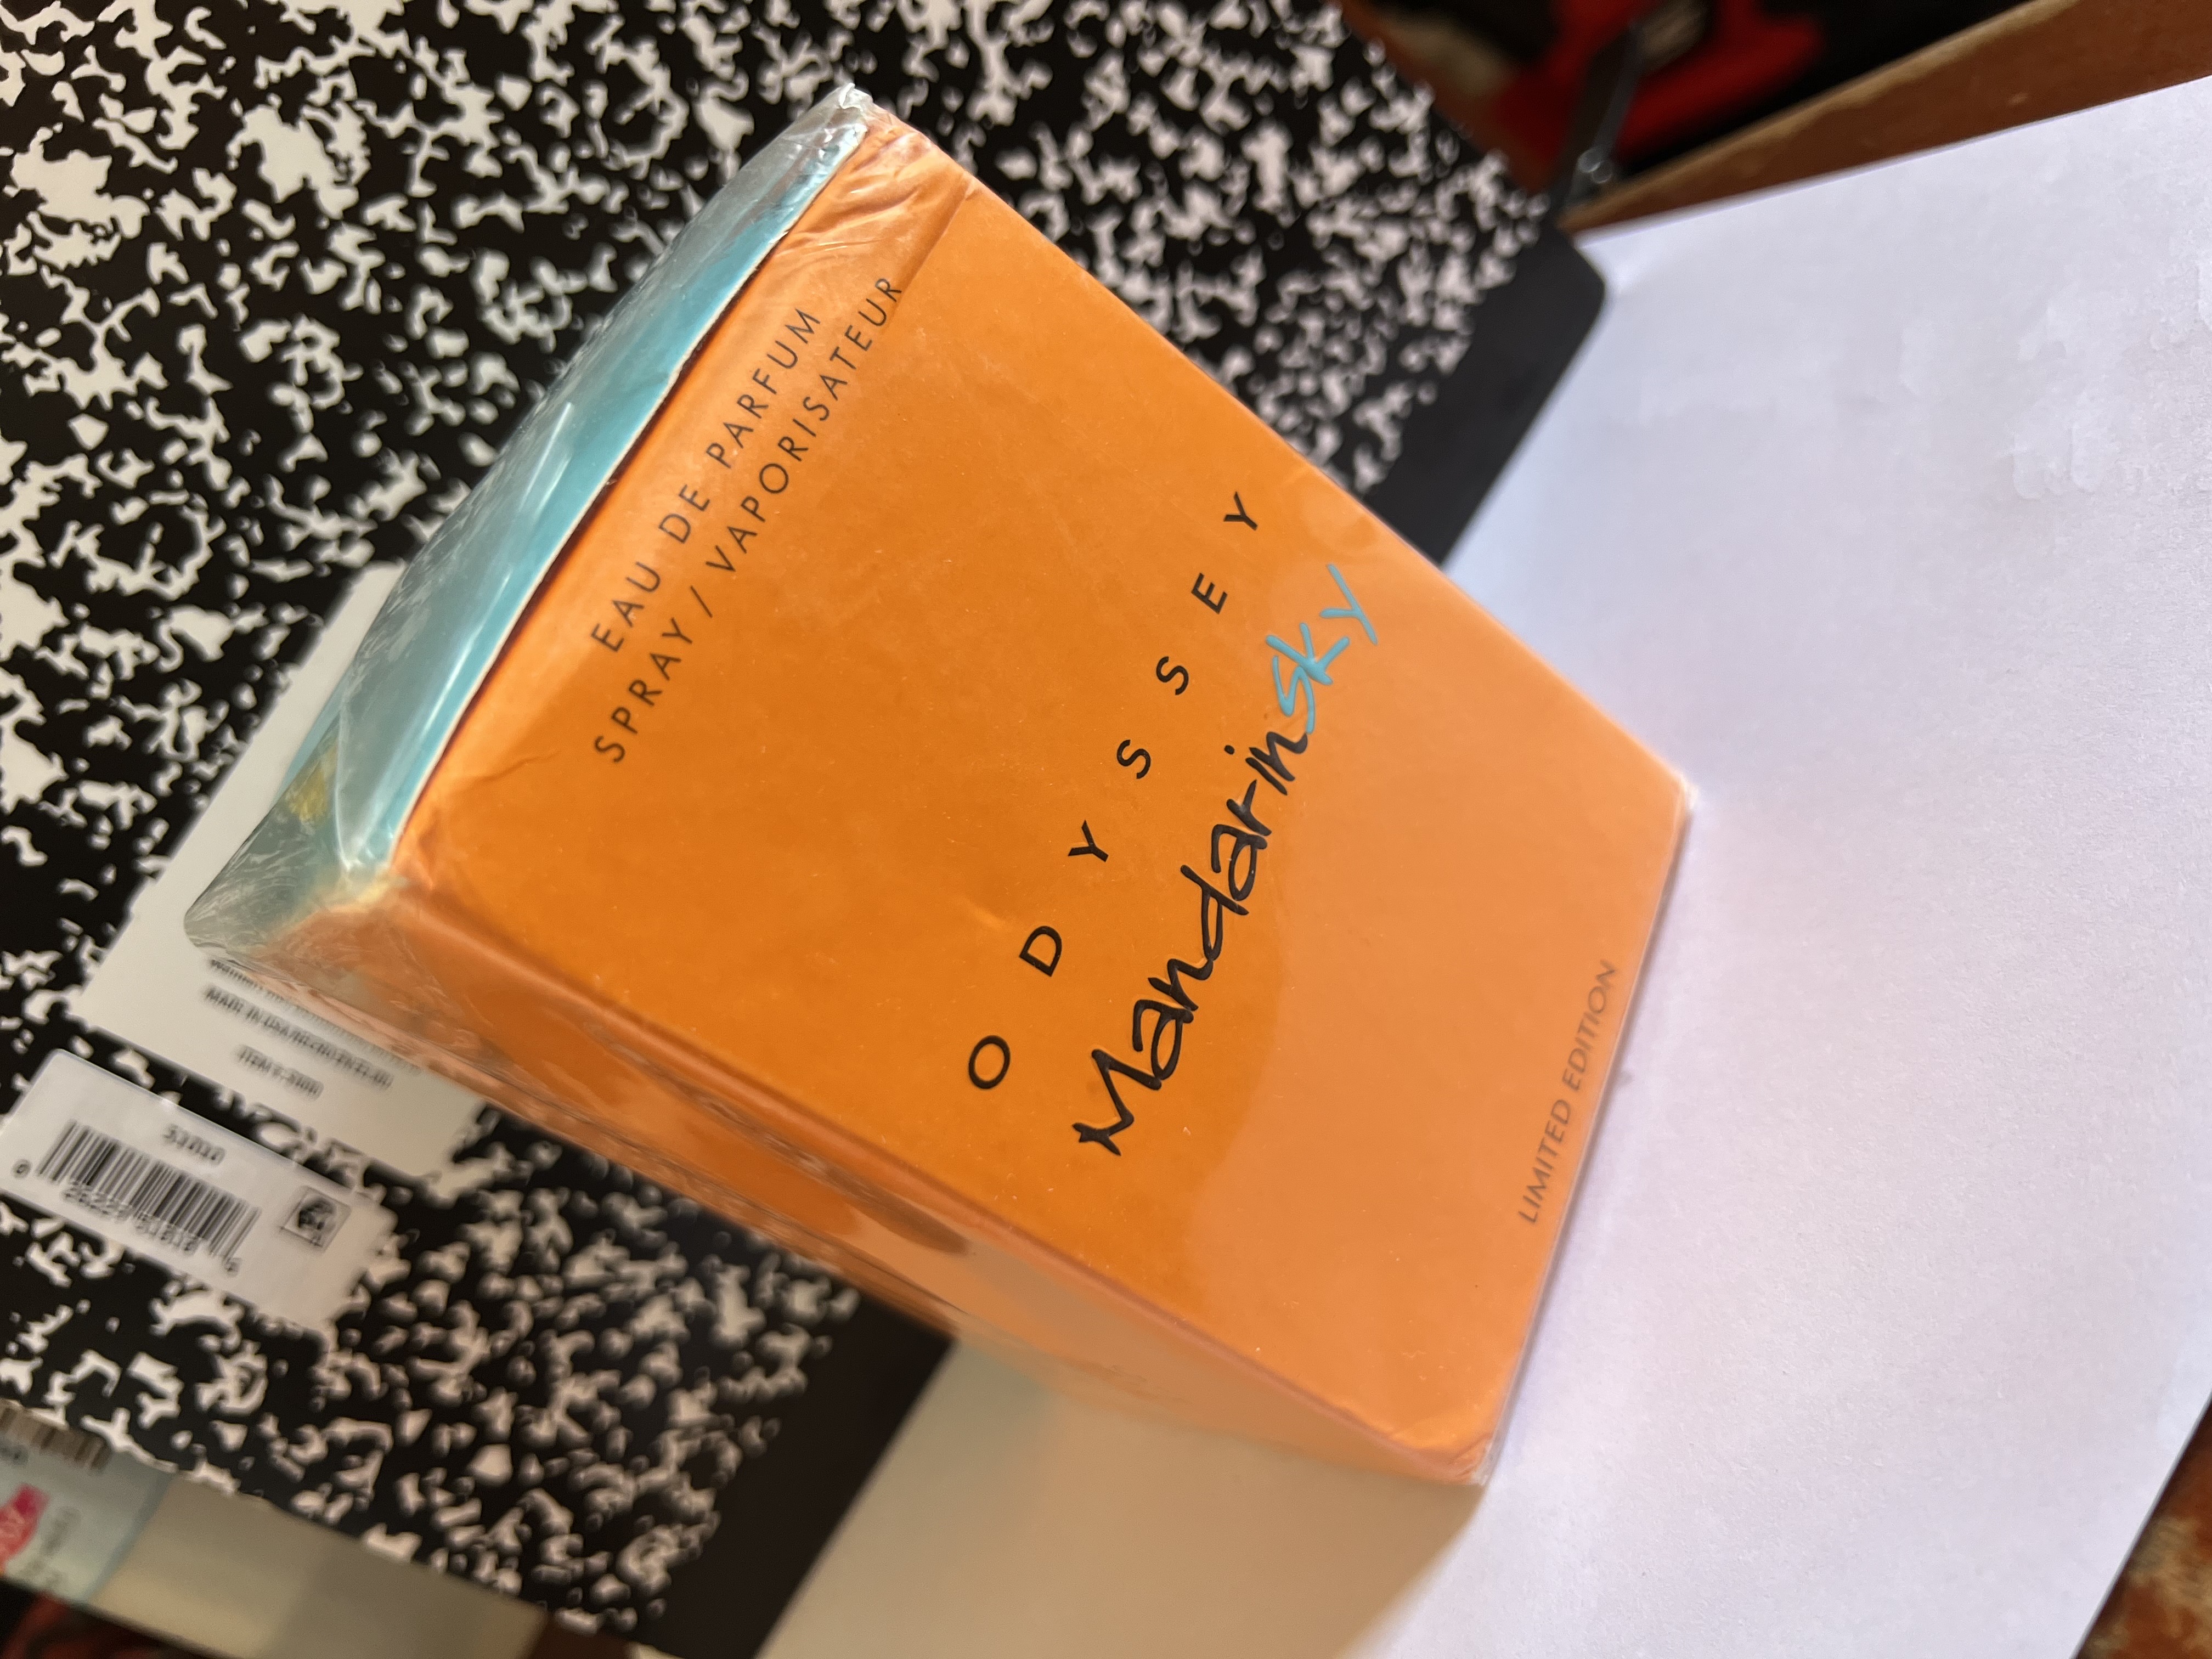 EAU DE PARFUM
SPRAY / VAPORISATEUR
ODYSSEY
Mandarinsky
LIMITED EDITION